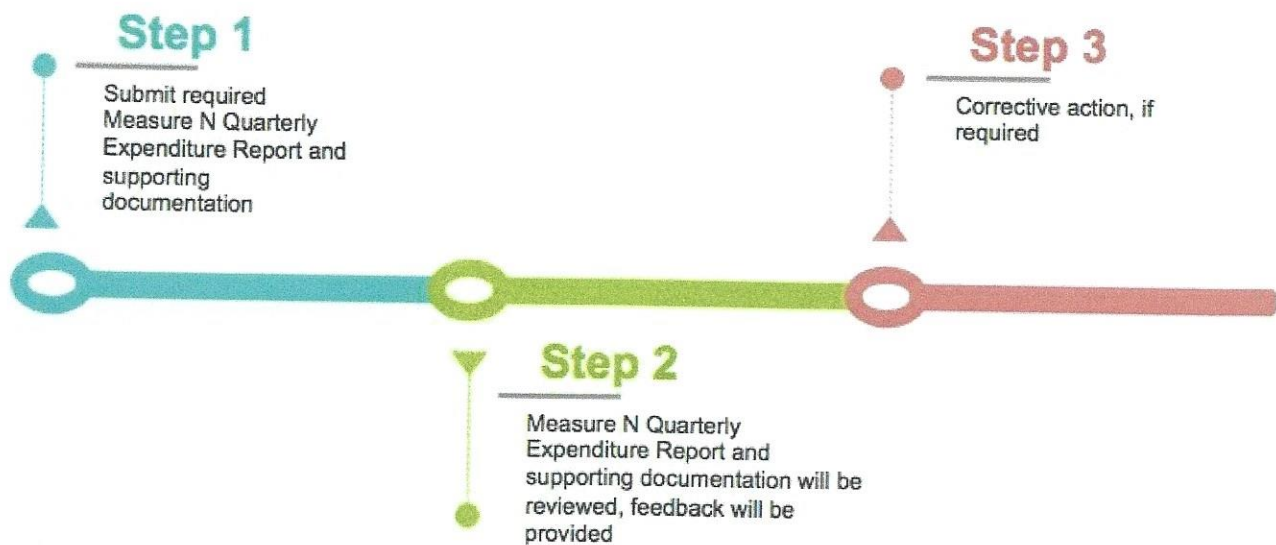 Step 1
Submit required
Measure N Quarterly
Expenditure Report and
supporting
documentation
Step 2
Measure N Quarterly
Expenditure Report and
supporting documentation will be
reviewed, feedback will be
provided
Step 3
Corrective action, if
required